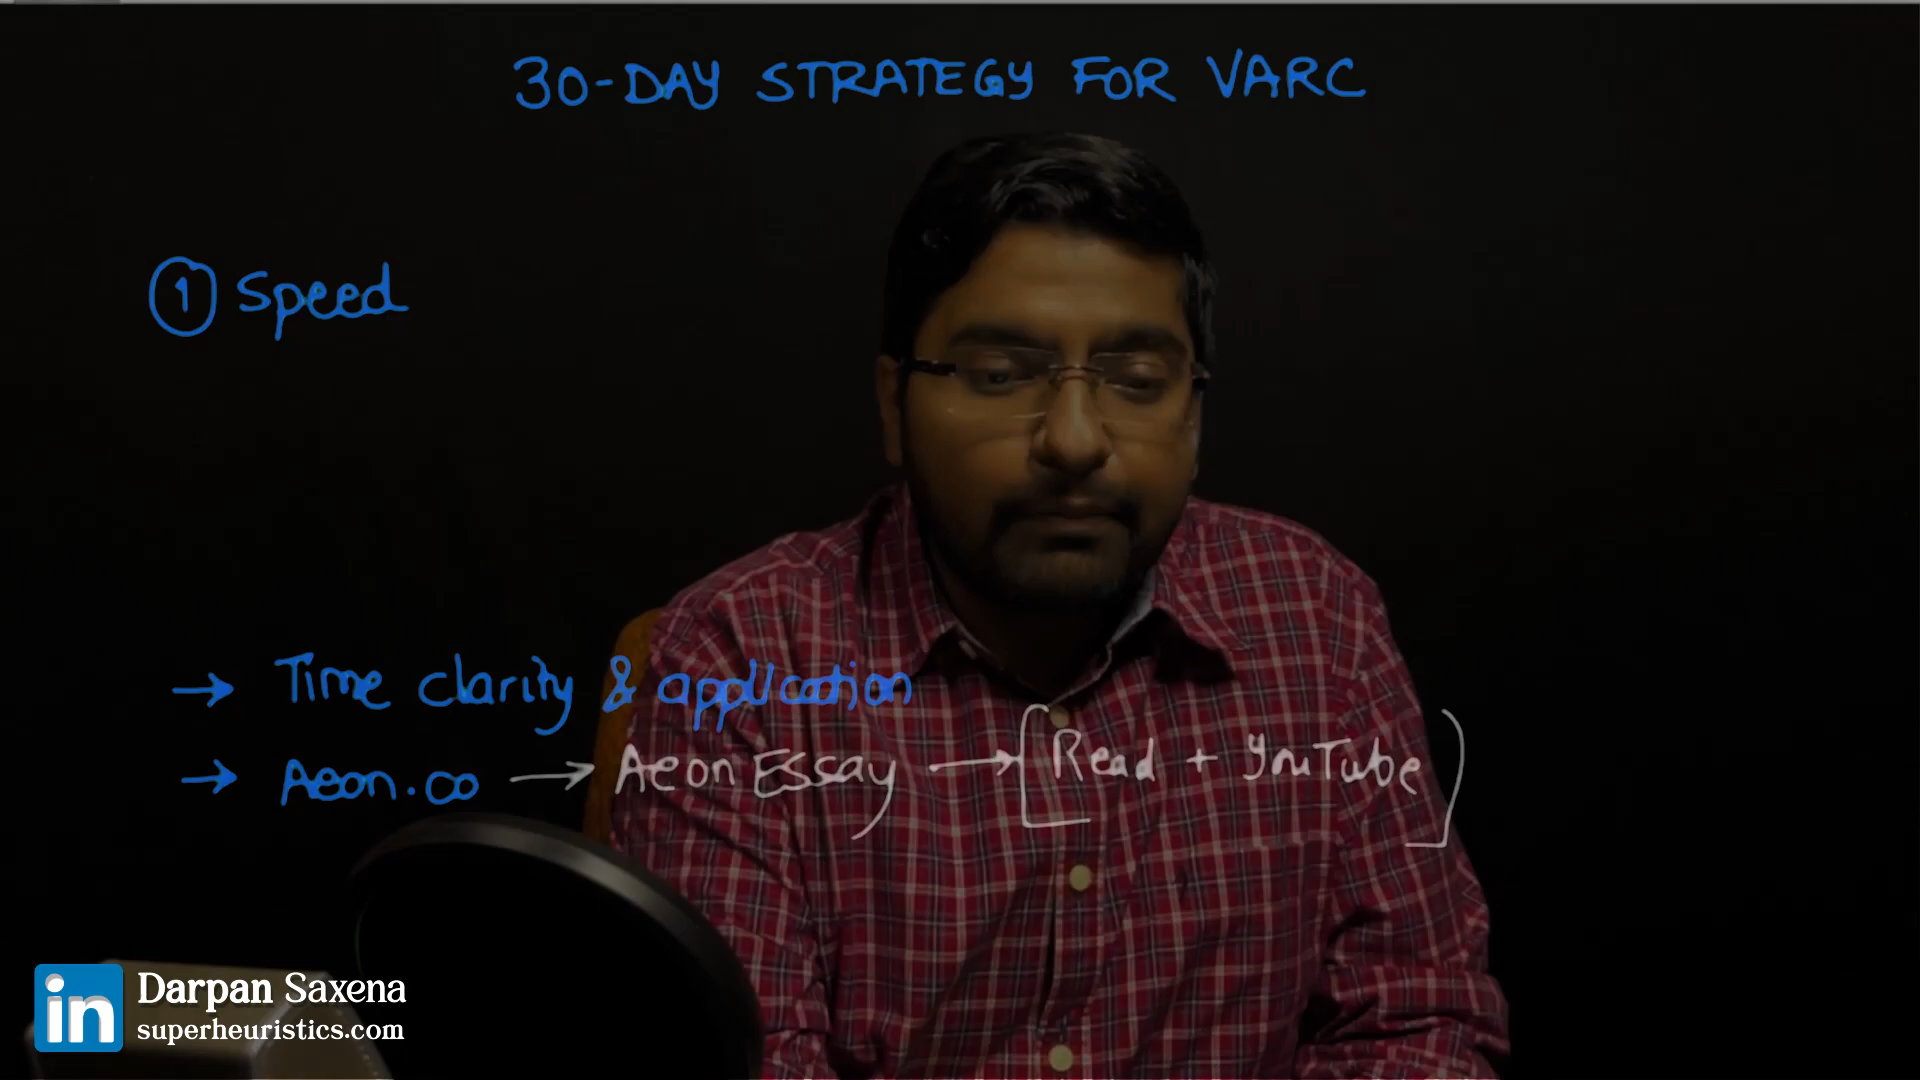 30-DAY STRATEGY FOR VARC
1 Speed
→ Time clarity & application
→ Aeon.co → Aeon Essay → [Read + YouTube]
in Darpan Saxena
superheuristics.com